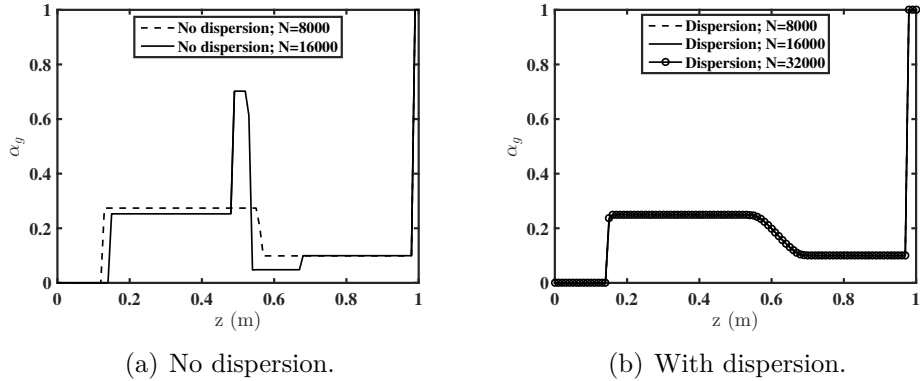 No dispersion; N=8000
No dispersion; N=16000
1
0.8
0.6
0.4
0.2
0
α_g
0 0.2 0.4 0.6 0.8 1
z (m)
(a) No dispersion.
Dispersion; N=8000
Dispersion; N=16000
Dispersion; N=32000
1
0.8
0.6
0.4
0.2
0
α_g
0 0.2 0.4 0.6 0.8 1
z (m)
(b) With dispersion.